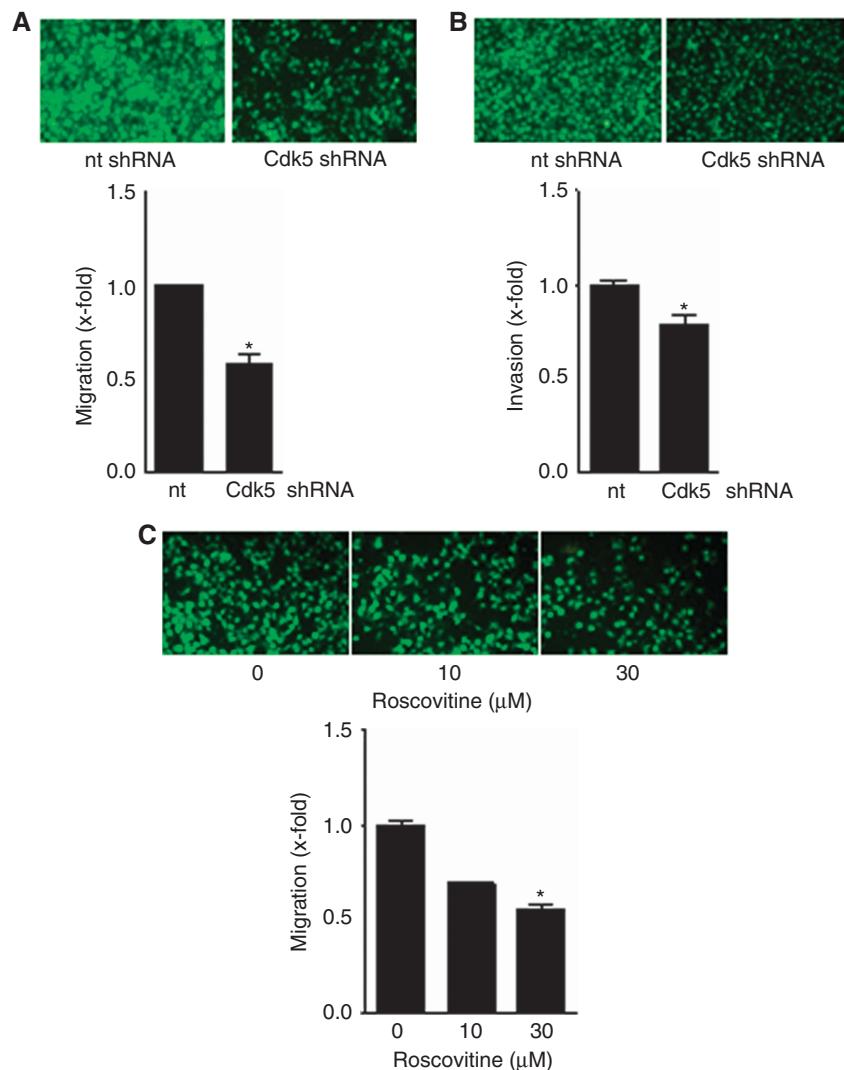 A
nt shRNA Cdk5 shRNA
1.5
1.0
0.5
0.0
Migration (x-fold)
*
nt Cdk5 shRNA
B
nt shRNA Cdk5 shRNA
1.5
1.0
0.5
0.0
Invasion (x-fold)
*
nt Cdk5 shRNA
C
0 10 30
Roscovitine (μM)
1.5
1.0
0.5
0.0
Migration (x-fold)
*
0 10 30
Roscovitine (μM)